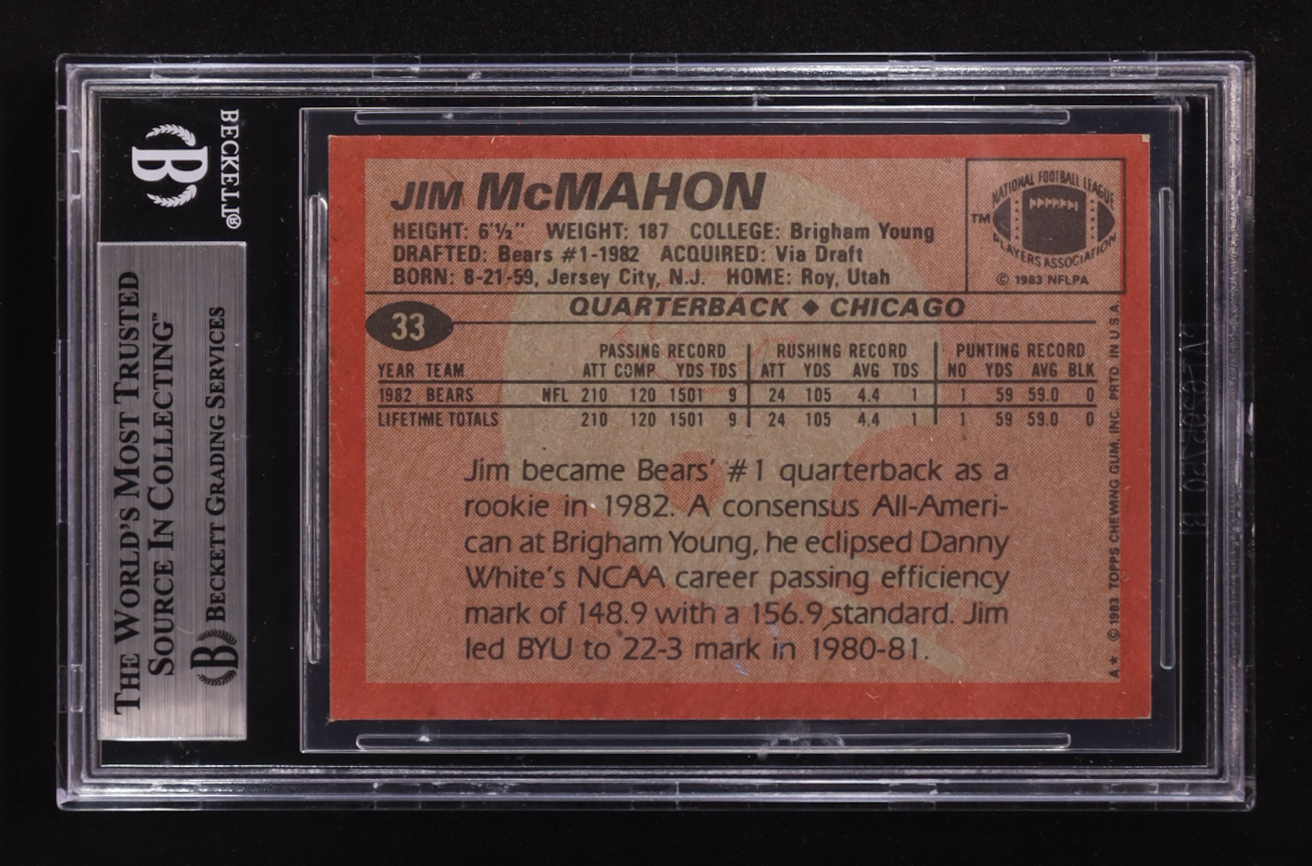 BECKETT®
B
THE WORLD'S MOST TRUSTED
SOURCE IN COLLECTING™
B BECKETT GRADING SERVICES
JIM McMAHON
HEIGHT: 6'½" WEIGHT: 187 COLLEGE: Brigham Young
DRAFTED: Bears #1-1982 ACQUIRED: Via Draft
BORN: 8-21-59, Jersey City, N.J. HOME: Roy, Utah
NATIONAL FOOTBALL LEAGUE
TM
PLAYERS ASSOCIATION
© 1983 NFLPA
QUARTERBACK ◆ CHICAGO
33
PASSING RECORD RUSHING RECORD PUNTING RECORD
YEAR TEAM ATT COMP YDS TDS ATT YDS AVG TDS NO YDS AVG BLK
1982 BEARS NFL 210 120 1501 9 24 105 4.4 1 1 59 59.0 0
LIFETIME TOTALS 210 120 1501 9 24 105 4.4 1 1 59 59.0 0
Jim became Bears' #1 quarterback as a
rookie in 1982. A consensus All-Ameri-
can at Brigham Young, he eclipsed Danny
White's NCAA career passing efficiency
mark of 148.9 with a 156.9 standard. Jim
led BYU to 22-3 mark in 1980-81.
A★ © 1983 TOPPS CHEWING GUM, INC. PRTD. IN U.S.A.